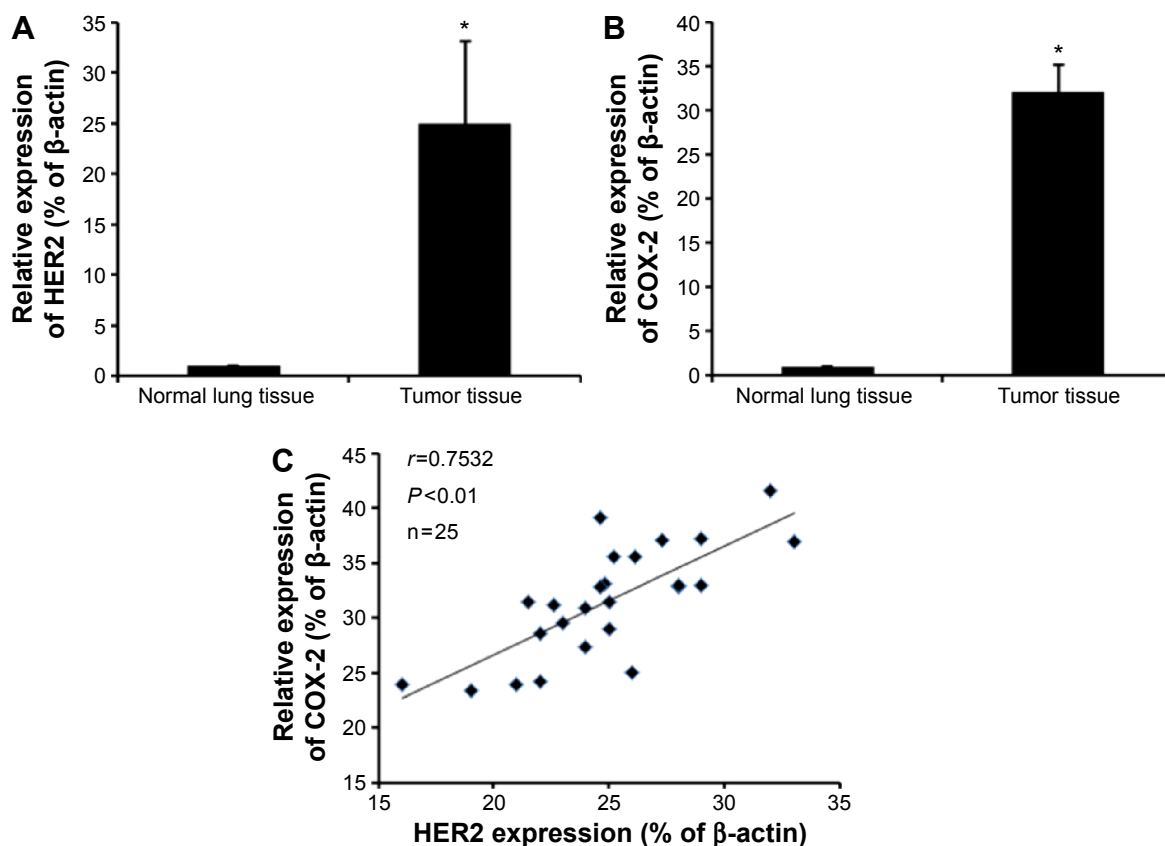 A
Relative expression
of HER2 (% of β-actin)
35
30
25
20
15
10
5
0
*
Normal lung tissue
Tumor tissue
B
Relative expression
of COX-2 (% of β-actin)
40
35
30
25
20
15
10
5
0
*
Normal lung tissue
Tumor tissue
C
Relative expression
of COX-2 (% of β-actin)
45
40
35
30
25
20
15
r=0.7532
P<0.01
n=25
15
20
25
30
35
HER2 expression (% of β-actin)